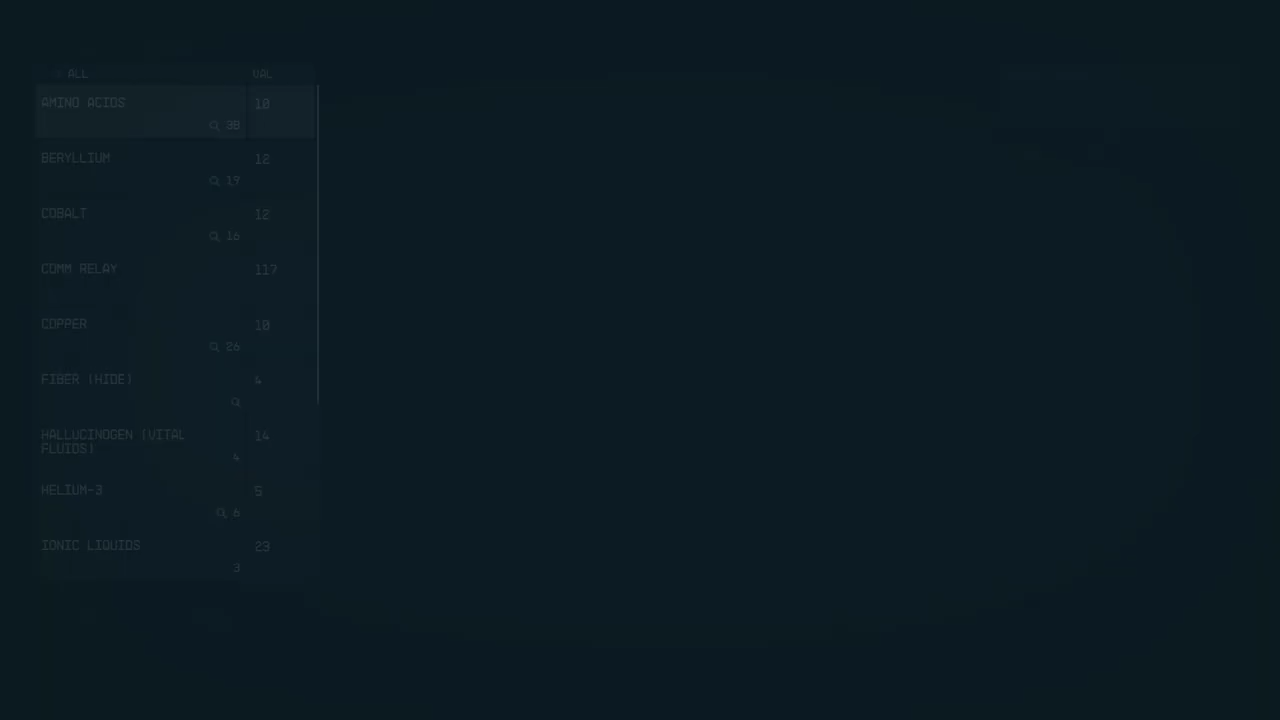 ALL VAL
AMINO ACIDS 10
38
BERYLLIUM 12
17
COBALT 12
16
COMM RELAY 117
COPPER 10
26
FIBER (HIDE) 4
HALLUCINOGEN (VITAL 14
FLUIDS)
4
HELIUM-3 5
6
IONIC LIQUIDS 23
3